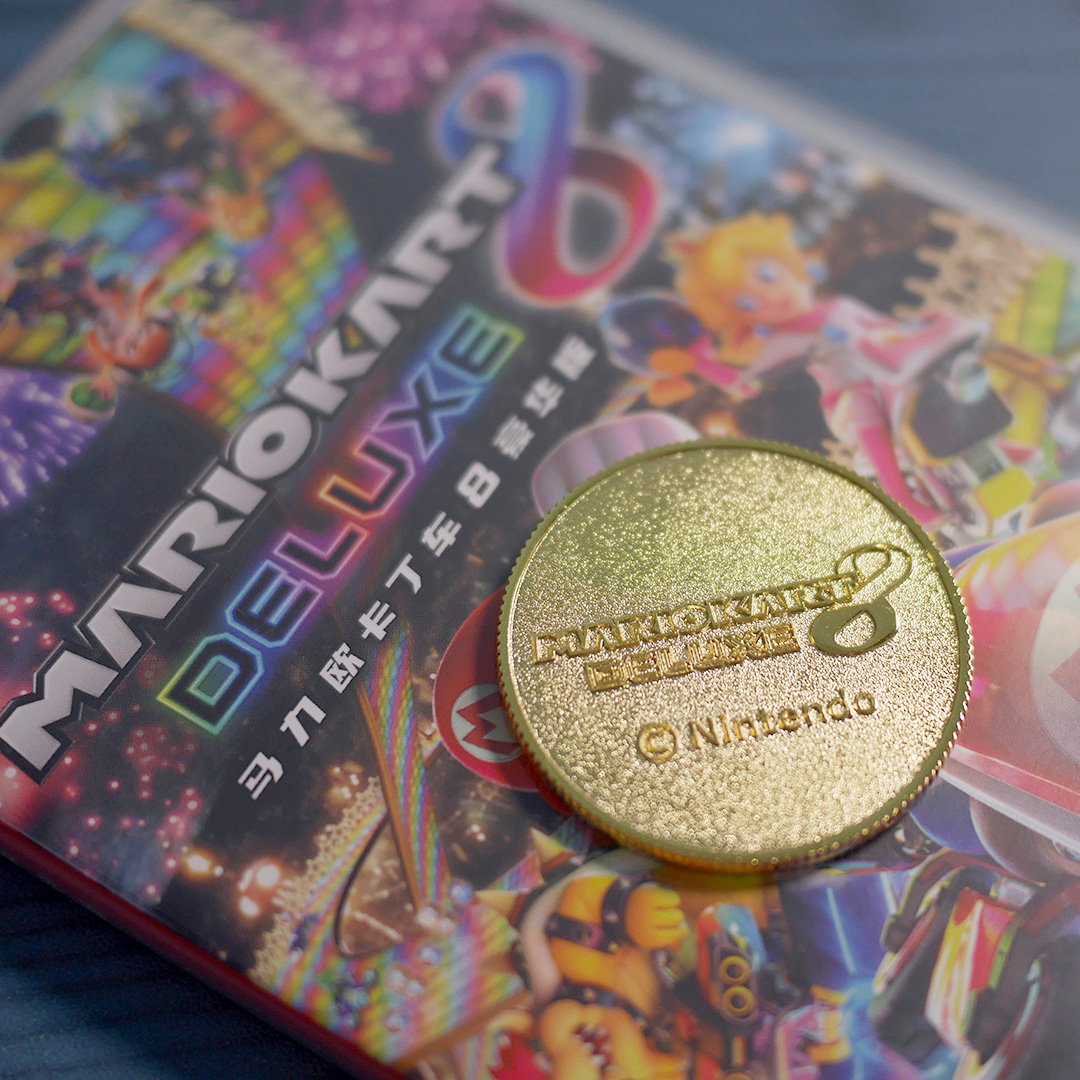 MARIOKART 8
DELUXE
马力欧卡丁车8豪华版
M
MARIOKART 8
DELUXE
© Nintendo